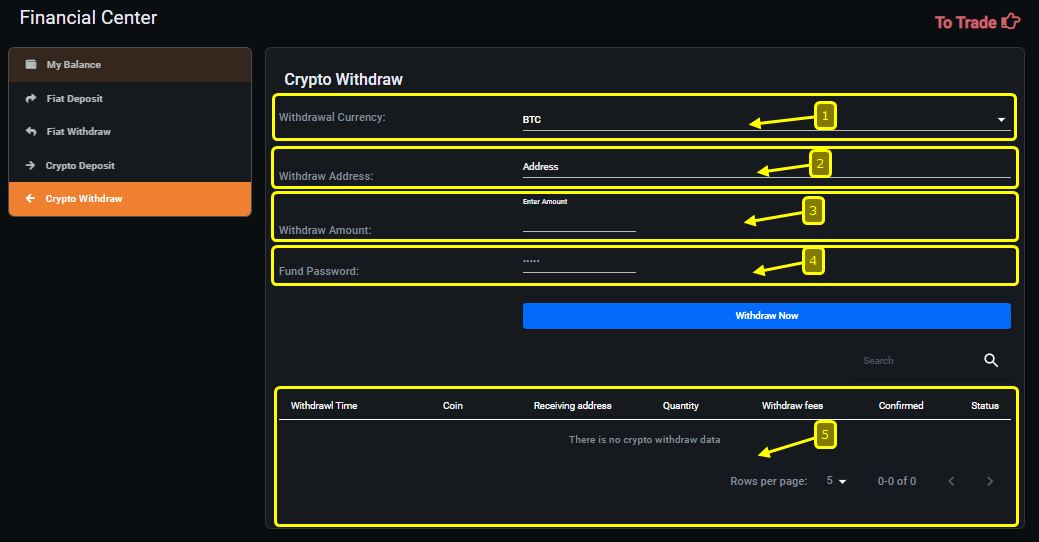 Financial Center
To Trade
My Balance
Fiat Deposit
Fiat Withdraw
Crypto Deposit
Crypto Withdraw
Crypto Withdraw
Withdrawal Currency:
BTC
1
Withdraw Address:
Address
2
Withdraw Amount:
Enter Amount
3
Fund Password:
•••••
4
Withdraw Now
Search
Withdrawl Time Coin Receiving address Quantity Withdraw fees Confirmed Status
There is no crypto withdraw data
5
Rows per page: 5 0-0 of 0